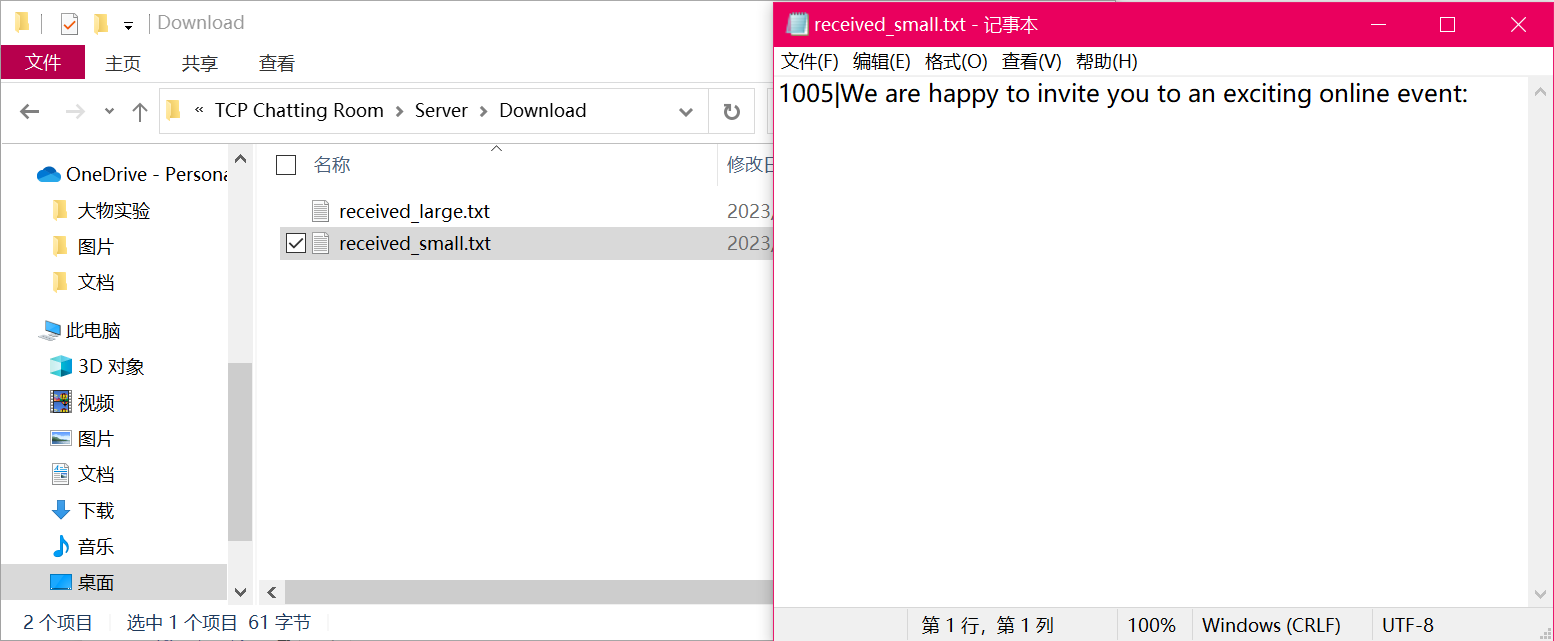 Download
文件 主页 共享 查看
« TCP Chatting Room > Server > Download
名称 修改日
received_large.txt 2023/
received_small.txt 2023/
OneDrive - Persona
大物实验
图片
文档
此电脑
3D 对象
视频
图片
文档
下载
音乐
桌面
2 个项目 选中 1 个项目 61 字节
received_small.txt - 记事本
文件(F) 编辑(E) 格式(O) 查看(V) 帮助(H)
1005|We are happy to invite you to an exciting online event:
第 1 行，第 1 列 100% Windows (CRLF) UTF-8